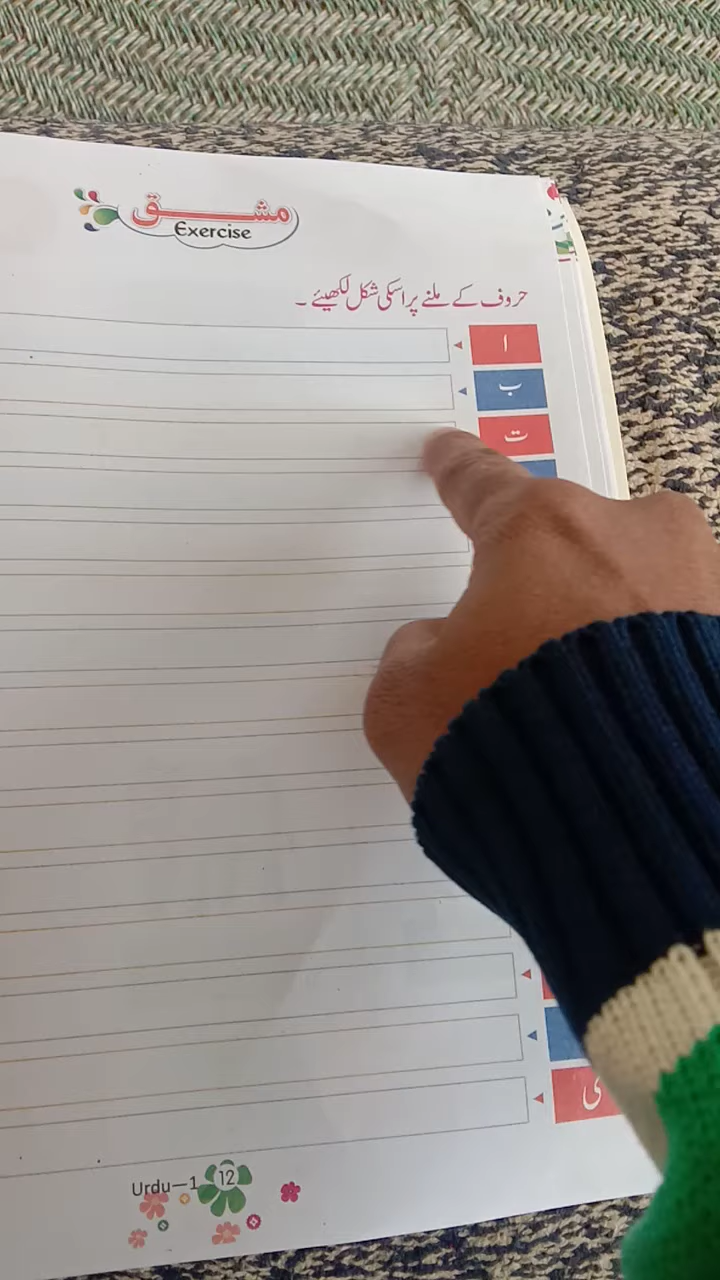 مشق
Exercise
حروف کے ملنے پر اسکی شکل لکھیئے ۔
ا
ب
ت
ی
Urdu—1 12